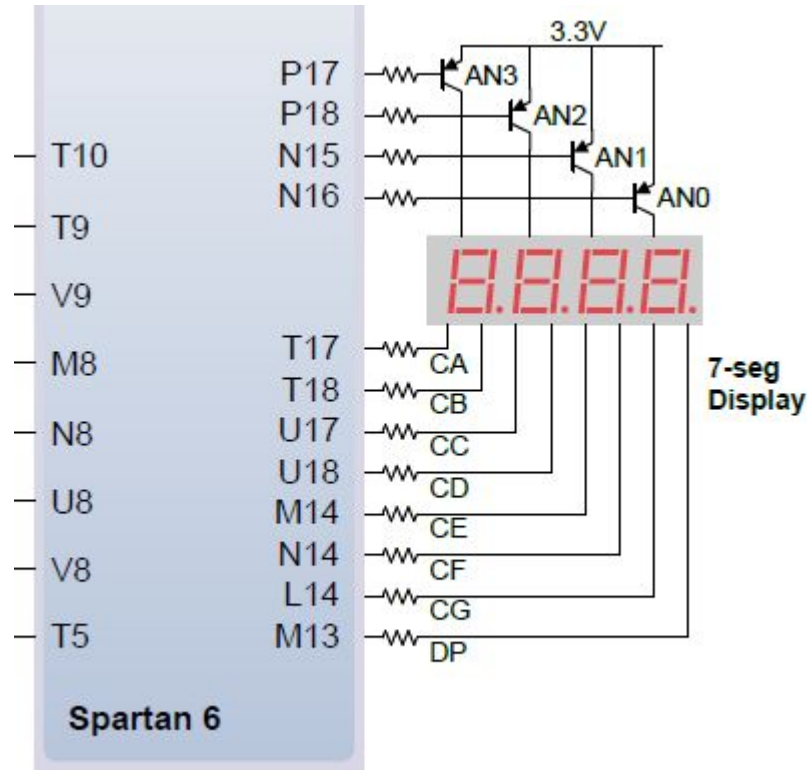 3.3V
P17
AN3
P18
AN2
T10
N15
AN1
N16
AN0
T9
V9
T17
CA
M8
7-seg
Display
T18
CB
N8
U17
CC
U18
CD
U8
M14
CE
N14
CF
V8
L14
CG
T5
M13
DP
Spartan 6